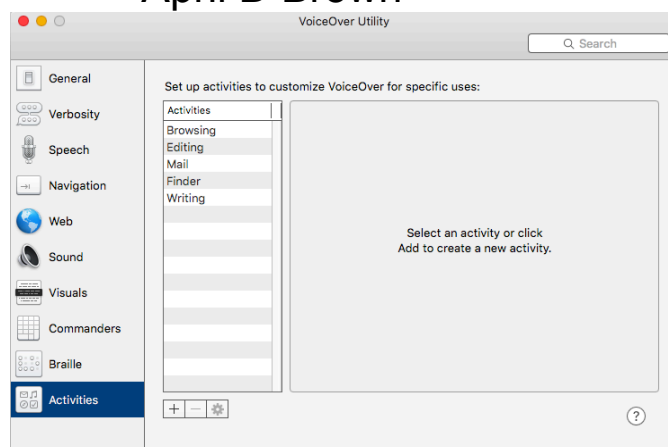 April D Brown
VoiceOver Utility
Search
General
Verbosity
Speech
Navigation
Web
Sound
Visuals
Commanders
Braille
Activities
Set up activities to customize VoiceOver for specific uses:
Activities
Browsing
Editing
Mail
Finder
Writing
Select an activity or click
Add to create a new activity.
+ −
?